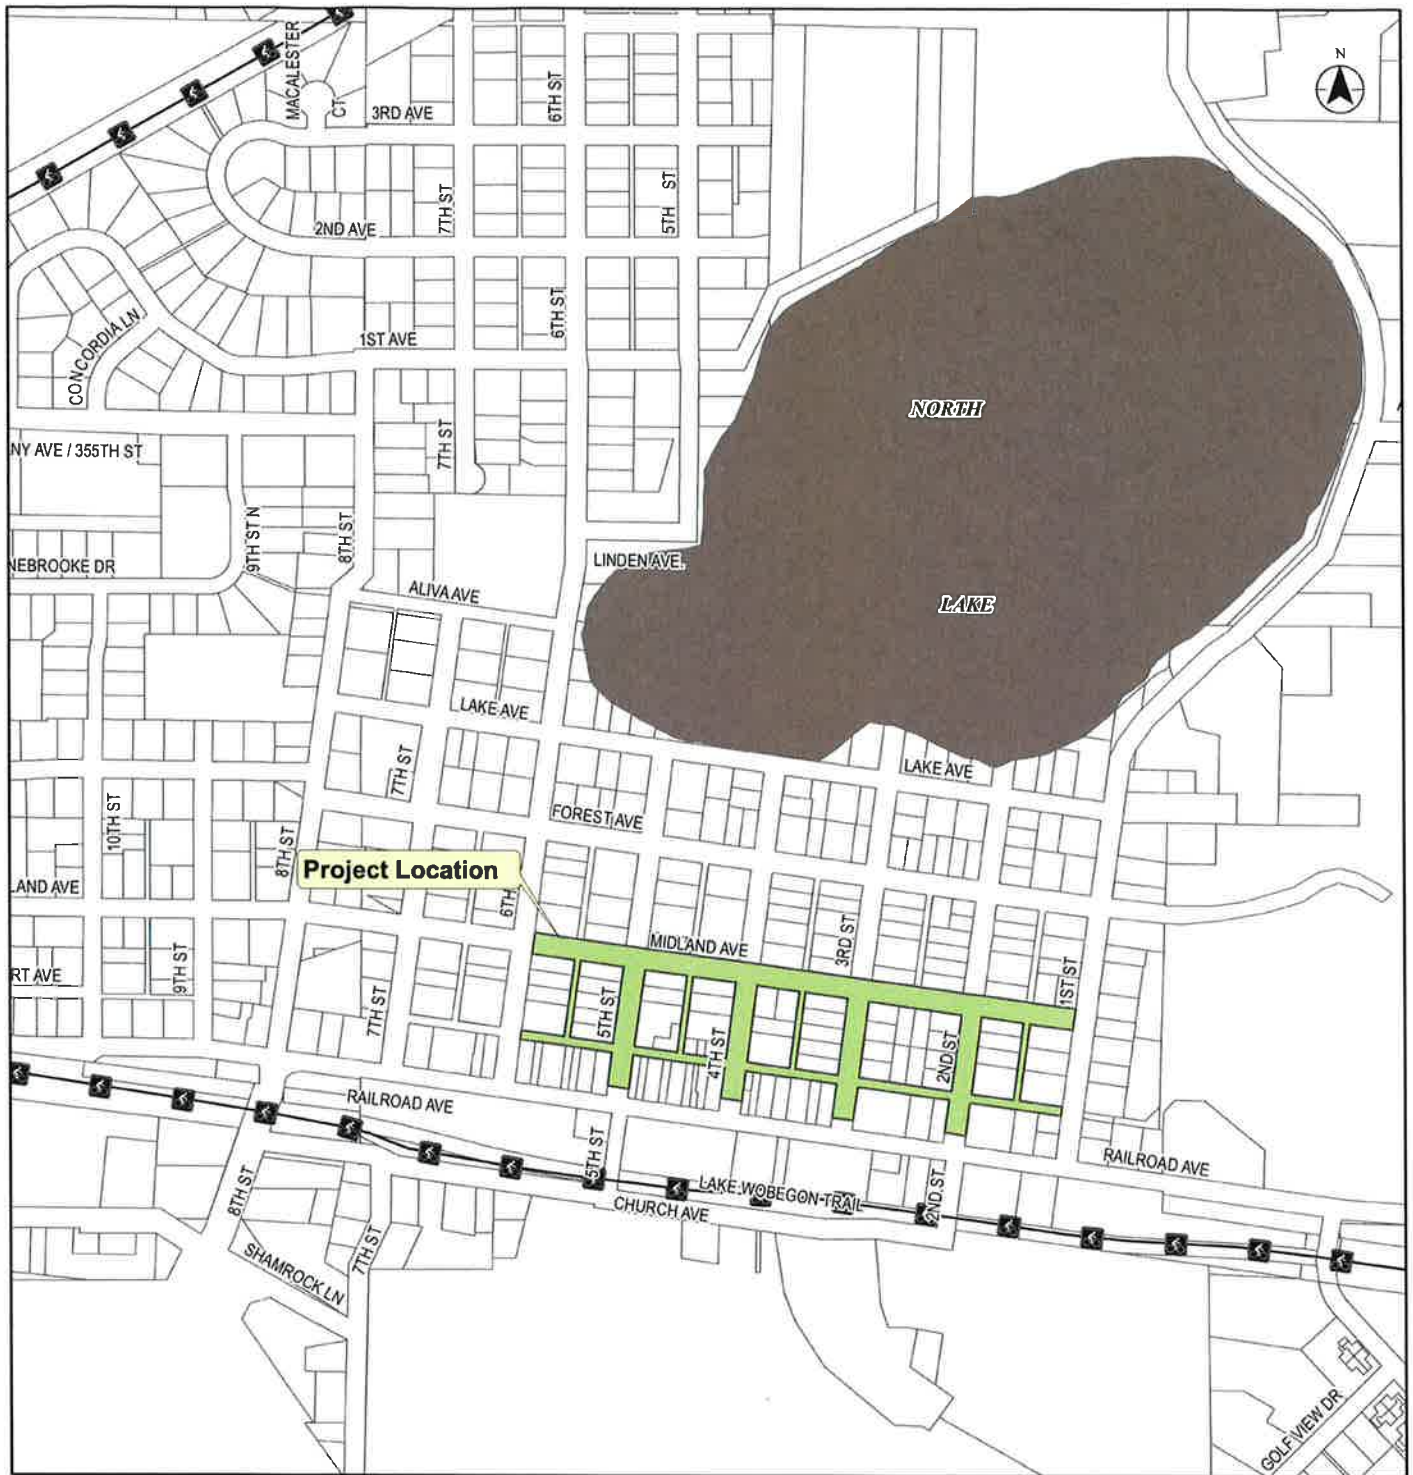 N
MACALESTER
CT
3RD AVE
6TH ST
7TH ST
5TH ST
2ND AVE
6TH ST
1ST AVE
CONCORDIA LN
NORTH
7TH ST
NY AVE / 355TH ST
9TH ST N
8TH ST
LINDEN AVE.
NEBROOKE DR
ALIVA AVE
LAKE
LAKE AVE
7TH ST
LAKE AVE
10TH ST
FOREST AVE
8TH ST
Project Location
LAND AVE
6TH
MIDLAND AVE
3RD ST
RT AVE
9TH ST
7TH ST
5TH ST
1ST ST
4TH ST
2ND ST
RAILROAD AVE
5TH ST
RAILROAD AVE
8TH ST
LAKE WOBEGON TRAIL
2ND ST
CHURCH AVE
7TH ST
SHAMROCK LN
GOLF VIEW DR